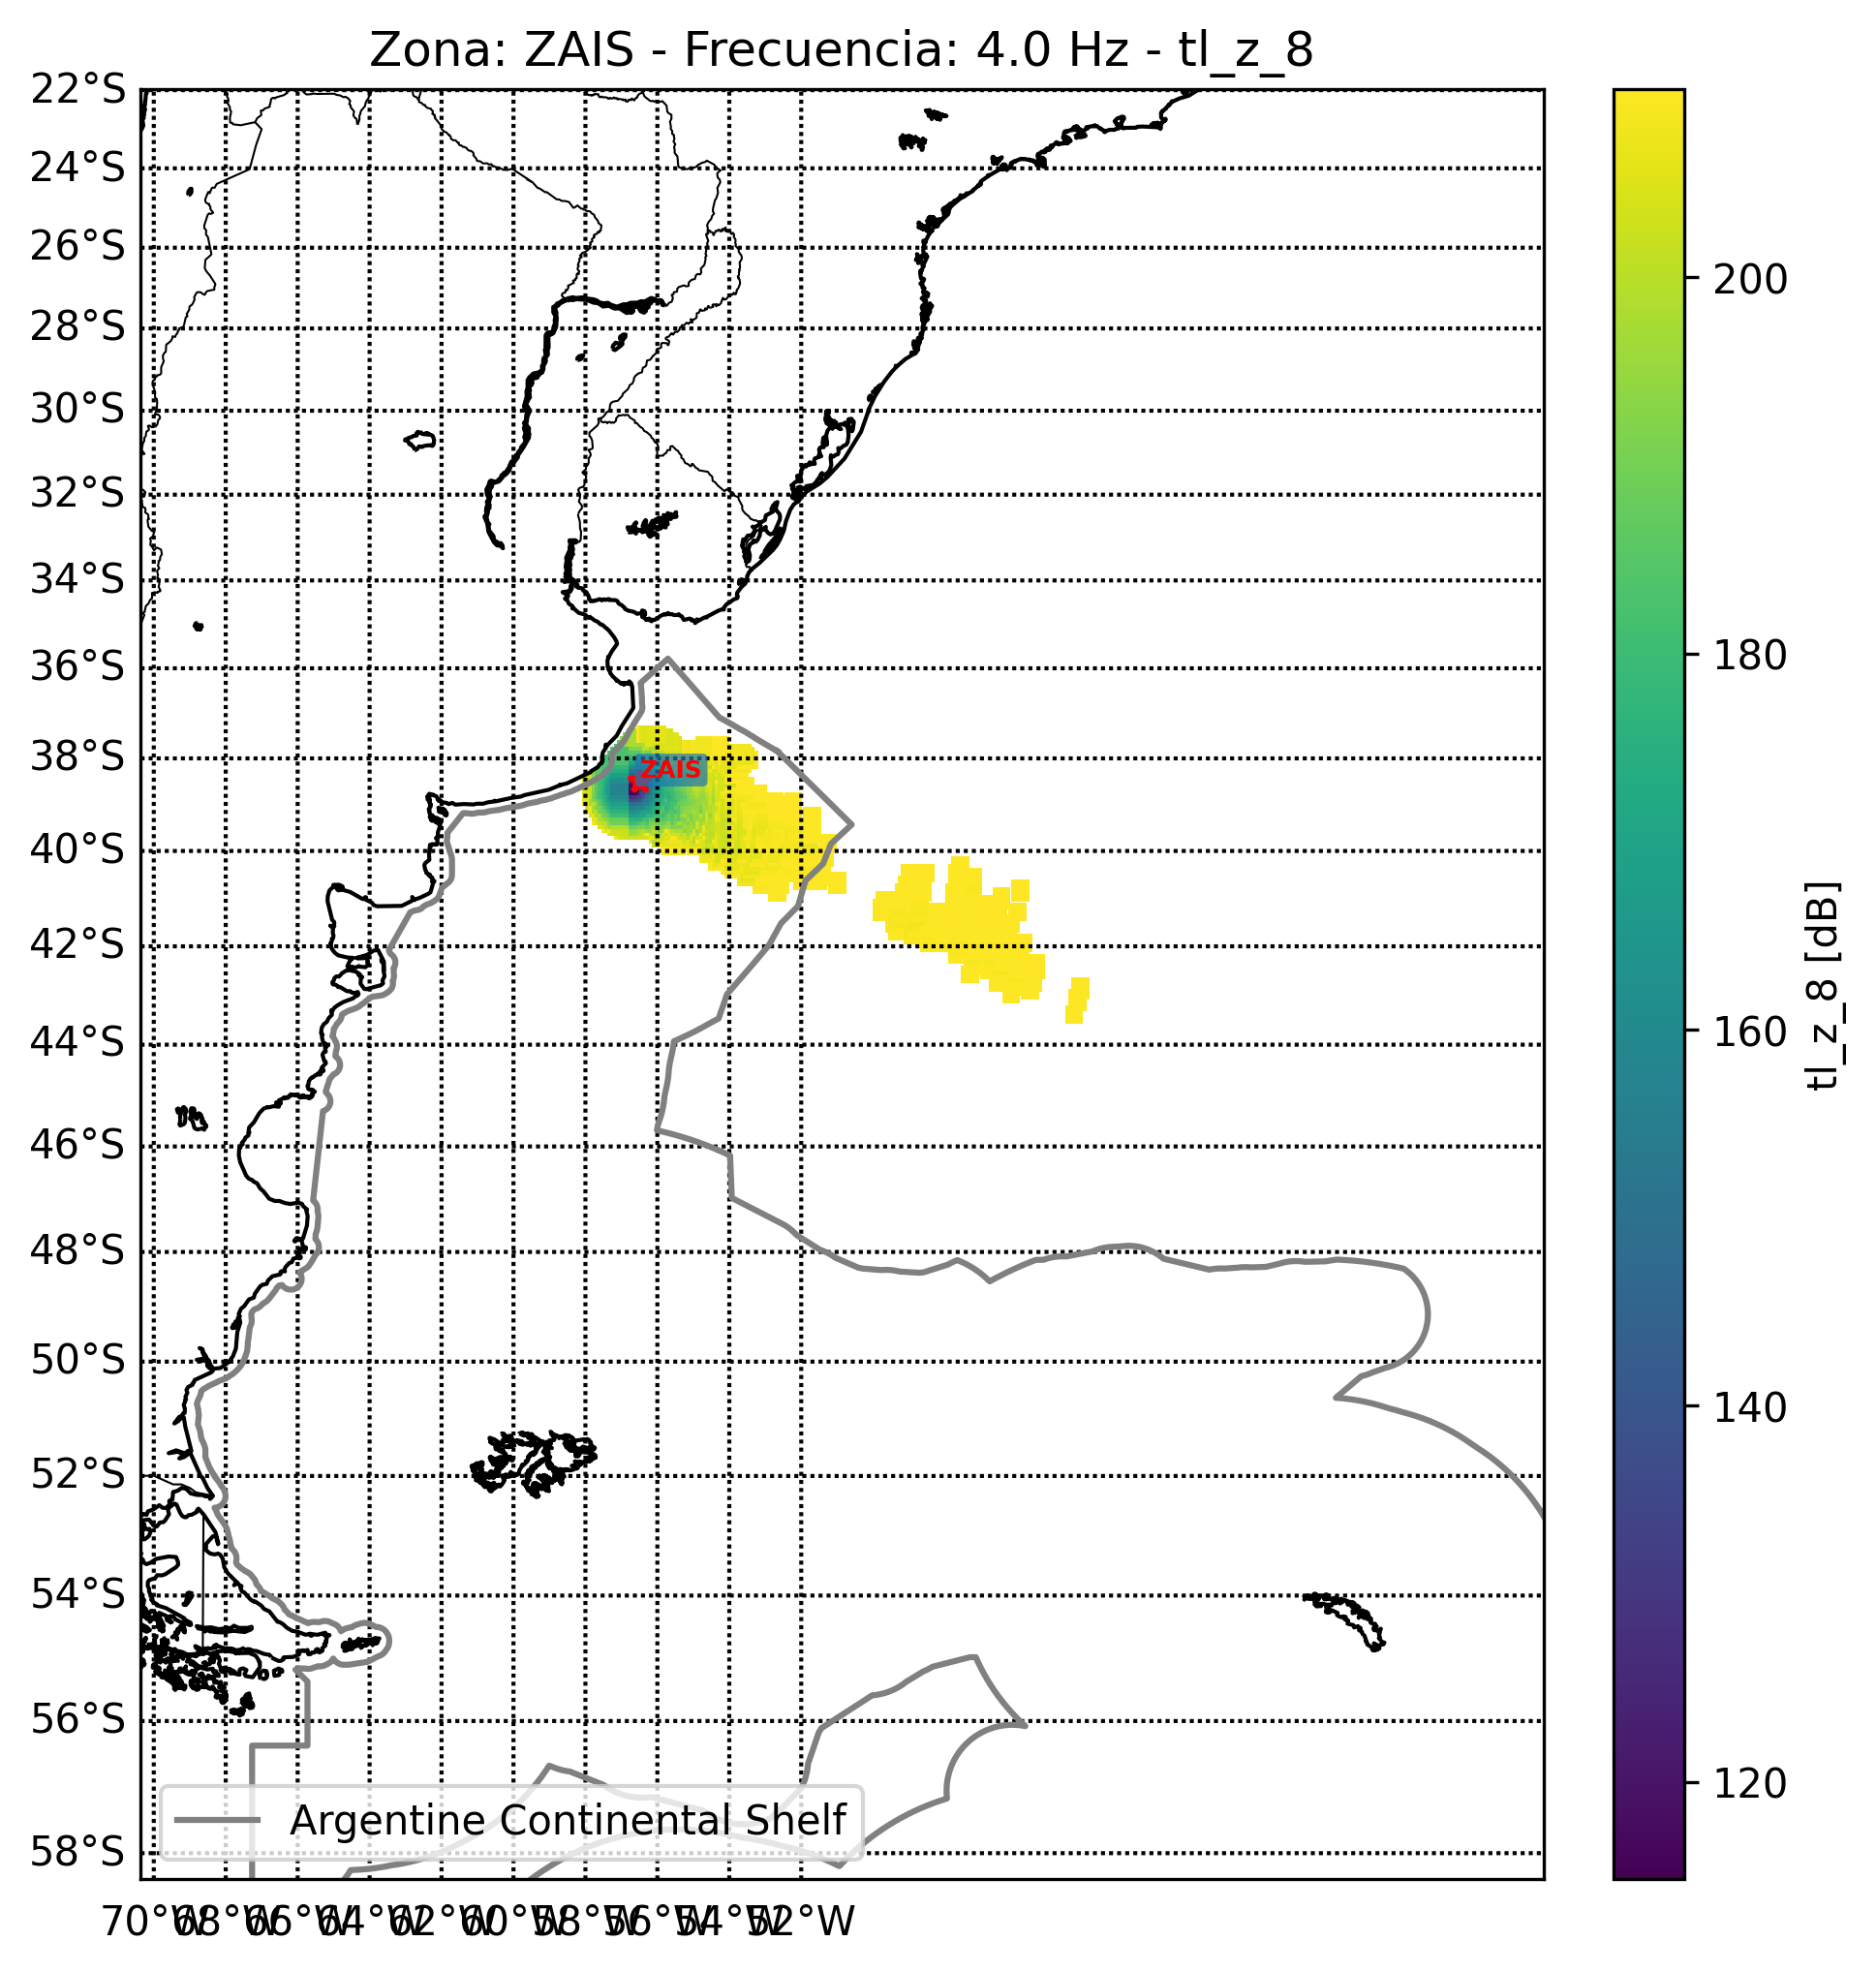 Zona: ZAIS - Frecuencia: 4.0 Hz - tl_z_8
22°S
24°S
26°S
28°S
30°S
32°S
34°S
36°S
38°S
40°S
42°S
44°S
46°S
48°S
50°S
52°S
54°S
56°S
58°S
ZAIS
Argentine Continental Shelf
70°W 68°W 66°W 64°W 62°W 60°W 58°W 56°W 54°W 52°W
200
180
160
140
120
tl_z_8 [dB]